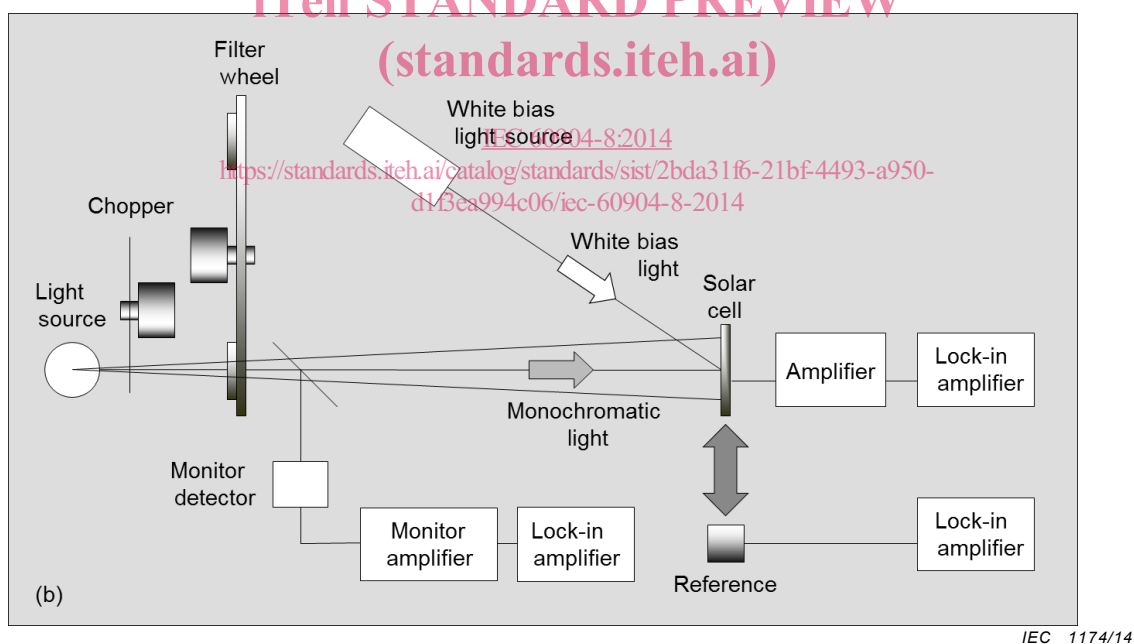 iTeh STANDARD PREVIEW
(standards.iteh.ai)
Filter
wheel
White bias
light source
IEC 60904-8:2014
https://standards.iteh.ai/catalog/standards/sist/2bda31f6-21bf-4493-a950-
d1f3ea994c06/iec-60904-8-2014
Chopper
White bias
light
Light
source
Solar
cell
Amplifier
Lock-in
amplifier
Monochromatic
light
Monitor
detector
Monitor
amplifier
Lock-in
amplifier
Lock-in
amplifier
Reference
(b)
IEC 1174/14